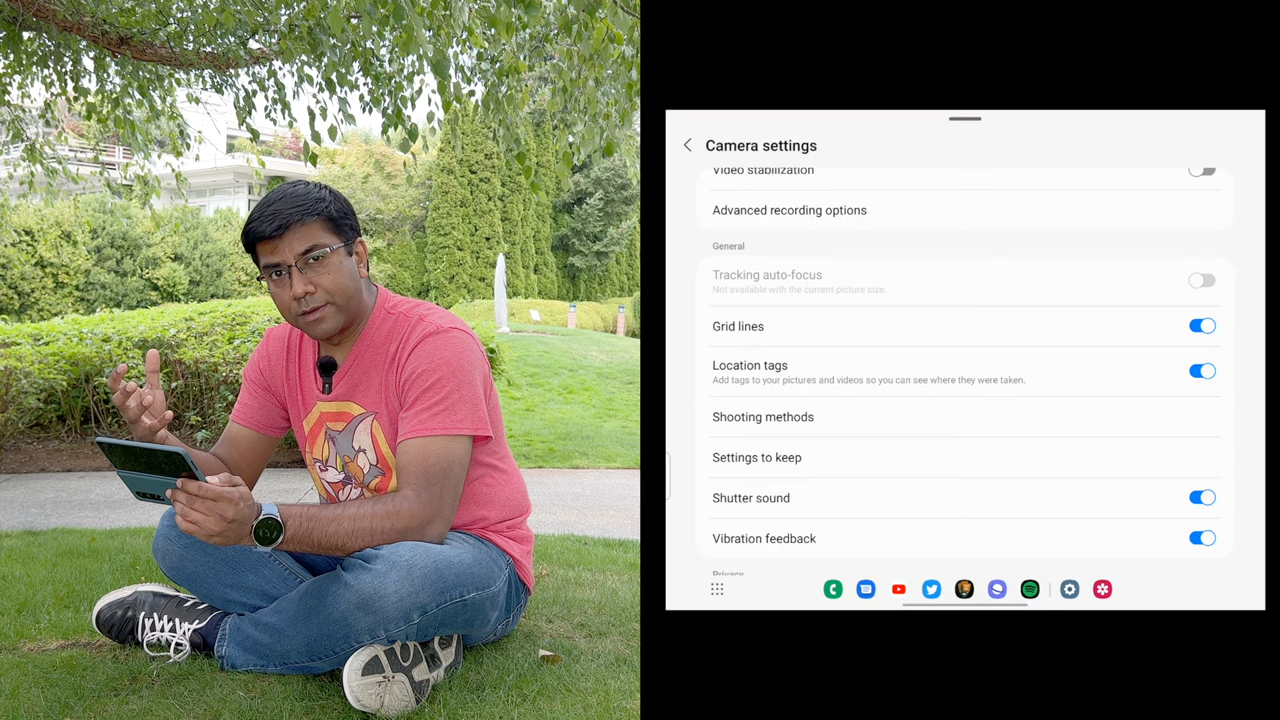 Camera settings
Video stabilization
Advanced recording options
General
Tracking auto-focus
Not available with the current picture size.
Grid lines
Location tags
Add tags to your pictures and videos so you can see where they were taken.
Shooting methods
Settings to keep
Shutter sound
Vibration feedback
Privacy